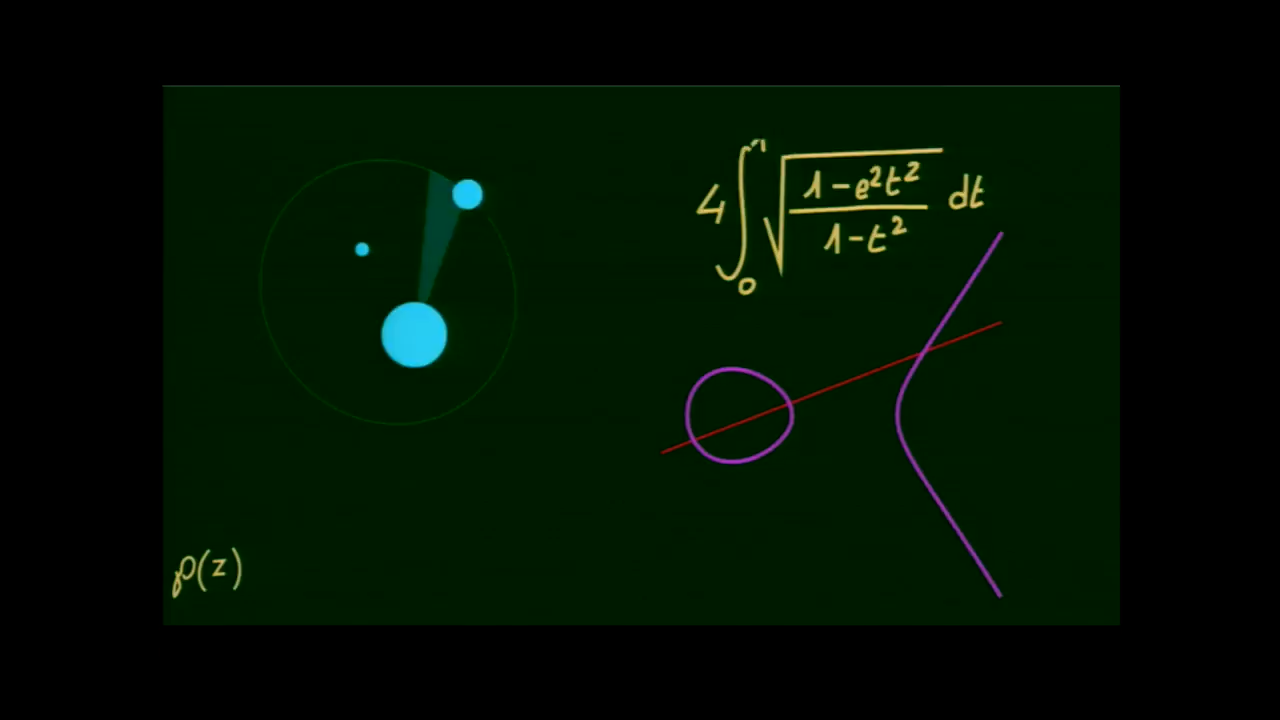 4 ∫₀¹ √((1-e²t²)/(1-t²)) dt
℘(z)